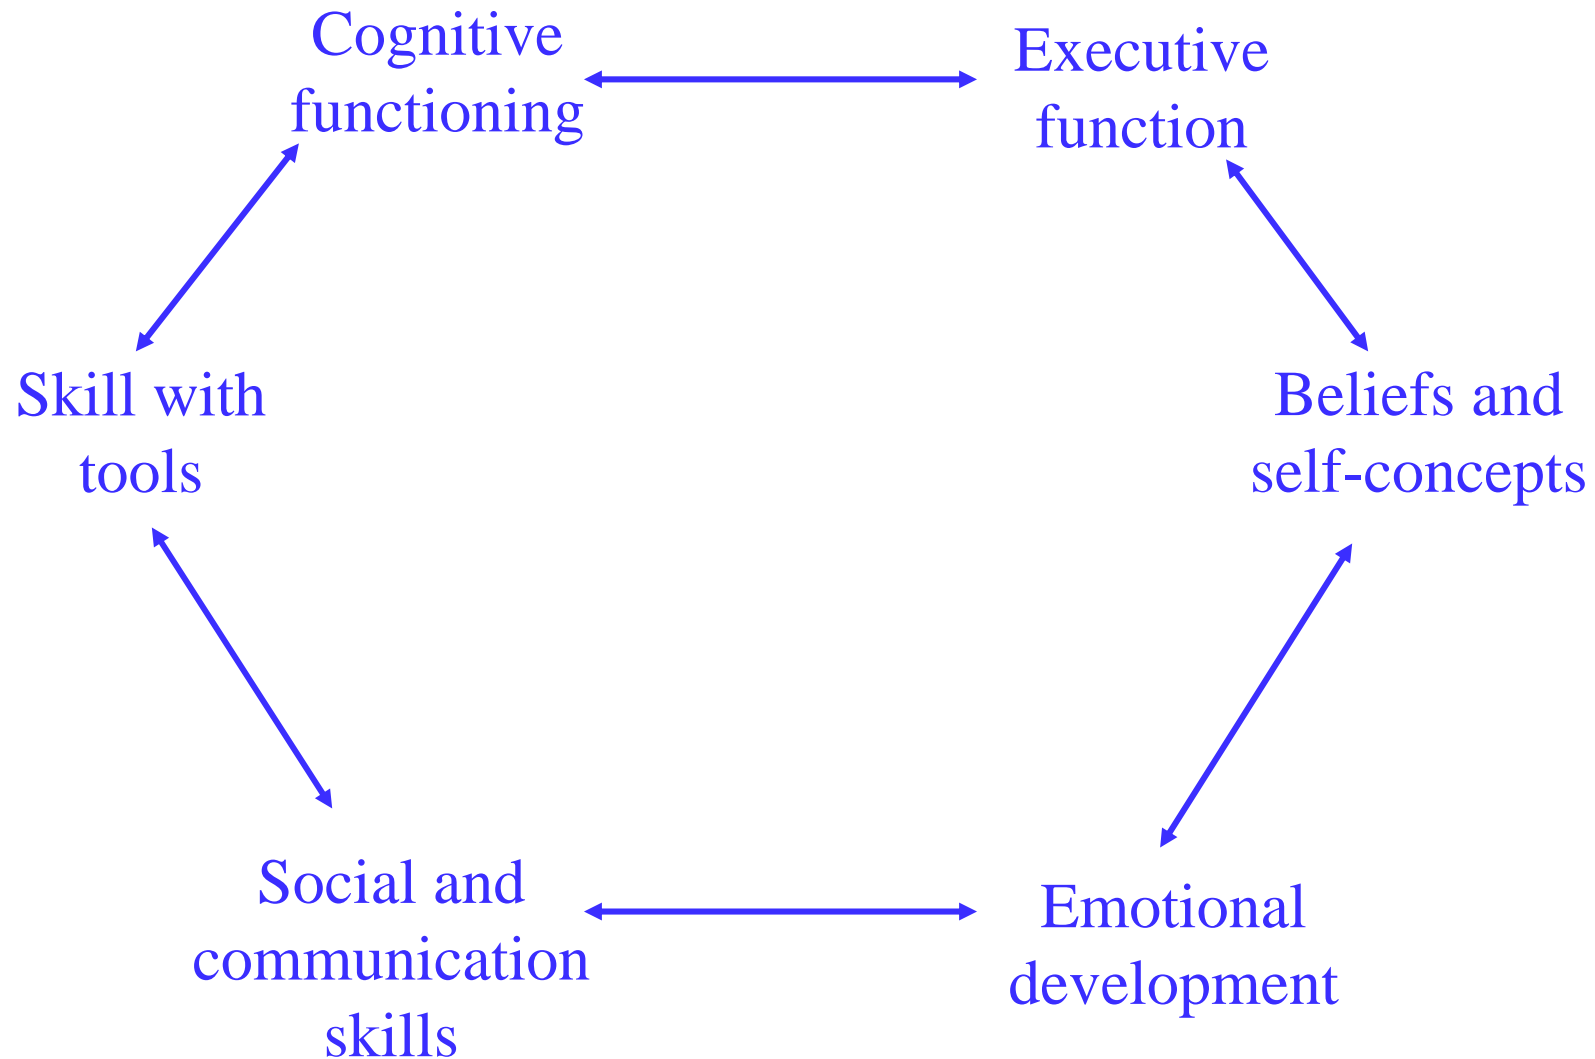 Cognitive
functioning
Executive
function
Skill with
tools
Beliefs and
self-concepts
Social and
communication
skills
Emotional
development